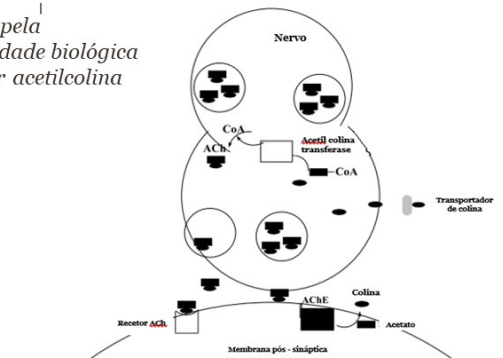 pela
dade biológica
r acetilcolina
Nervo
CoA
ACh
Acetil colina
transferase
CoA
Transportador
de colina
Colina
AChE
Recetor ACh
Acetato
Membrana pós - sináptica